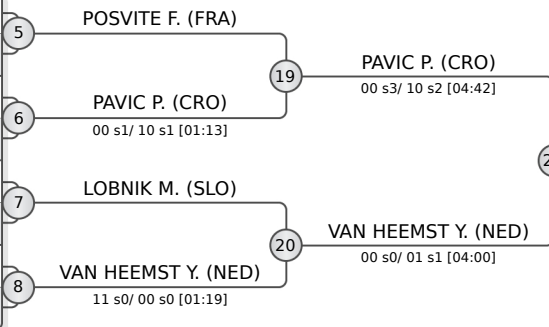 POSVITE F. (FRA)
5
19
PAVIC P. (CRO)
00 s3/ 10 s2 [04:42]
PAVIC P. (CRO)
6
00 s1/ 10 s1 [01:13]
LOBNIK M. (SLO)
7
20
VAN HEEMST Y. (NED)
00 s0/ 01 s1 [04:00]
VAN HEEMST Y. (NED)
8
11 s0/ 00 s0 [01:19]